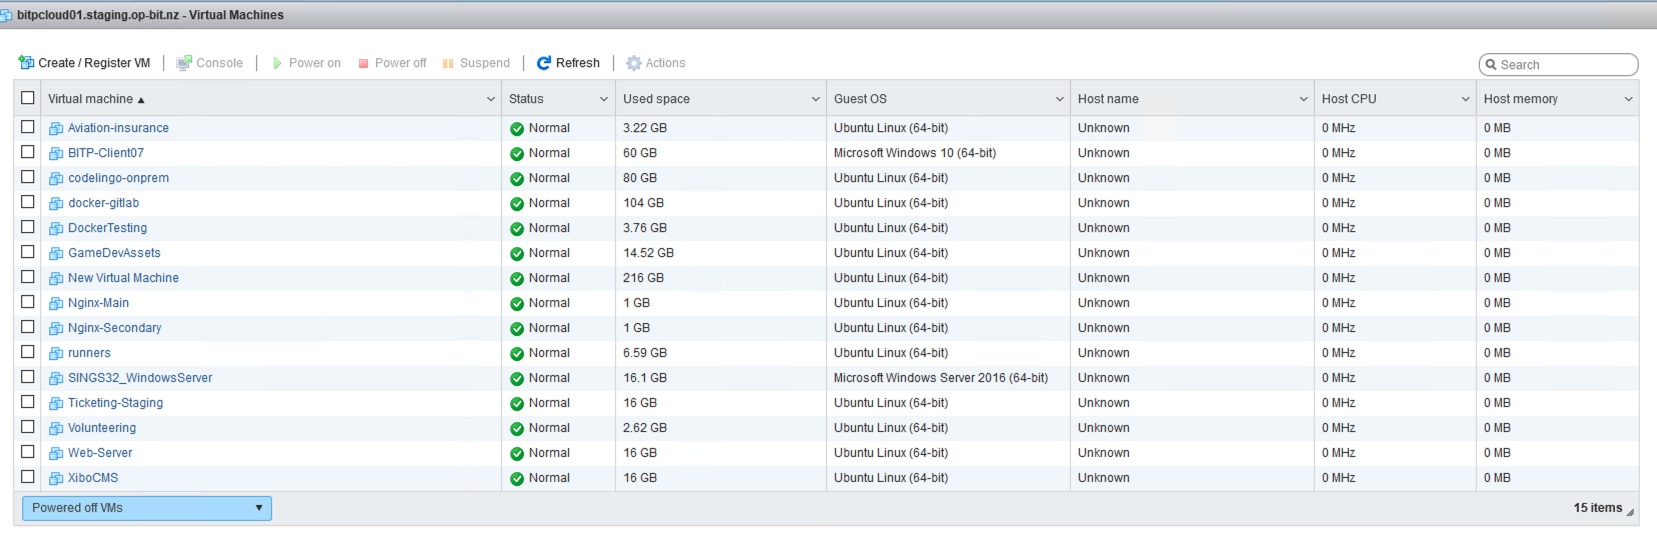 bitpcloud01.staging.op-bit.nz - Virtual Machines
Create / Register VM Console Power on Power off Suspend Refresh Actions Search
Virtual machine Status Used space Guest OS Host name Host CPU Host memory
Aviation-insurance Normal 3.22 GB Ubuntu Linux (64-bit) Unknown 0 MHz 0 MB
BITP-Client07 Normal 60 GB Microsoft Windows 10 (64-bit) Unknown 0 MHz 0 MB
codelingo-onprem Normal 80 GB Ubuntu Linux (64-bit) Unknown 0 MHz 0 MB
docker-gitlab Normal 104 GB Ubuntu Linux (64-bit) Unknown 0 MHz 0 MB
DockerTesting Normal 3.76 GB Ubuntu Linux (64-bit) Unknown 0 MHz 0 MB
GameDevAssets Normal 14.52 GB Ubuntu Linux (64-bit) Unknown 0 MHz 0 MB
New Virtual Machine Normal 216 GB Ubuntu Linux (64-bit) Unknown 0 MHz 0 MB
Nginx-Main Normal 1 GB Ubuntu Linux (64-bit) Unknown 0 MHz 0 MB
Nginx-Secondary Normal 1 GB Ubuntu Linux (64-bit) Unknown 0 MHz 0 MB
runners Normal 6.59 GB Ubuntu Linux (64-bit) Unknown 0 MHz 0 MB
SINGS32_WindowsServer Normal 16.1 GB Microsoft Windows Server 2016 (64-bit) Unknown 0 MHz 0 MB
Ticketing-Staging Normal 16 GB Ubuntu Linux (64-bit) Unknown 0 MHz 0 MB
Volunteering Normal 2.62 GB Ubuntu Linux (64-bit) Unknown 0 MHz 0 MB
Web-Server Normal 16 GB Ubuntu Linux (64-bit) Unknown 0 MHz 0 MB
XiboCMS Normal 16 GB Ubuntu Linux (64-bit) Unknown 0 MHz 0 MB
Powered off VMs 15 items